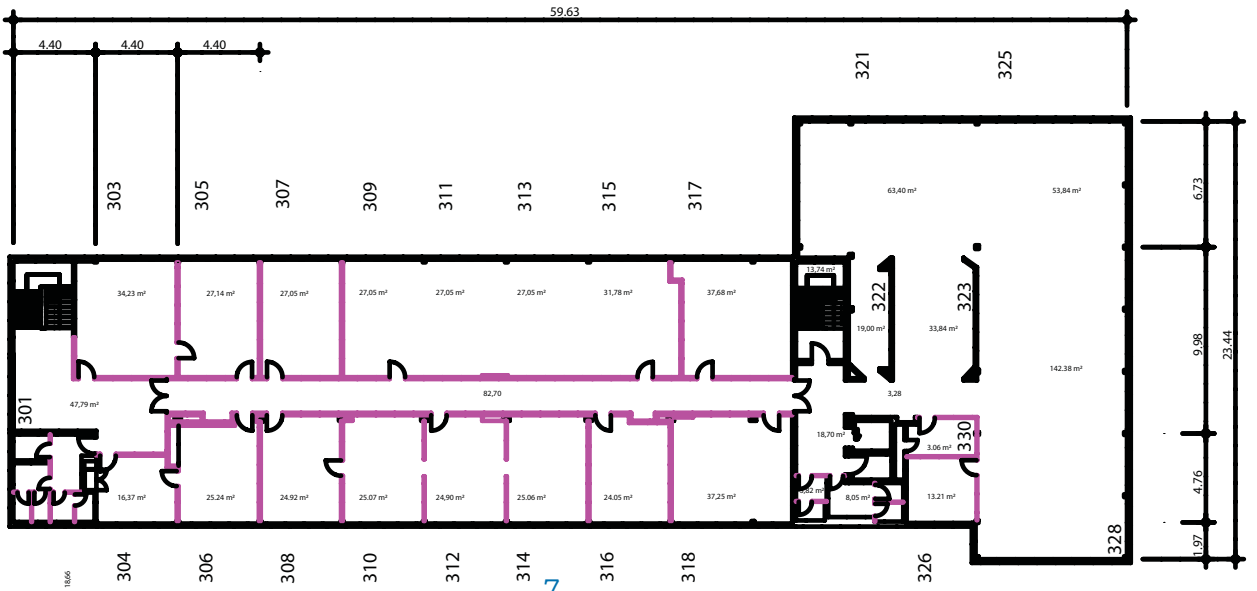 59.63
4.40
4.40
4.40
321
325
303
305
307
309
311
313
315
317
63,40 m²
53,84 m²
6.73
34,23 m²
27,14 m²
27,05 m²
27,05 m²
27,05 m²
27,05 m²
31,78 m²
37,68 m²
13,74 m²
322
323
19,00 m²
33,84 m²
9.98
23.44
142.38 m²
82,70
3,28
301
47,79 m²
18,70 m²
3.06 m²
330
16,37 m²
25.24 m²
24.92 m²
25.07 m²
24,90 m²
25.06 m²
24.05 m²
37,25 m²
8,05 m²
13.21 m²
4.76
1.97
328
18,66
304
306
308
310
312
314
316
318
326
7